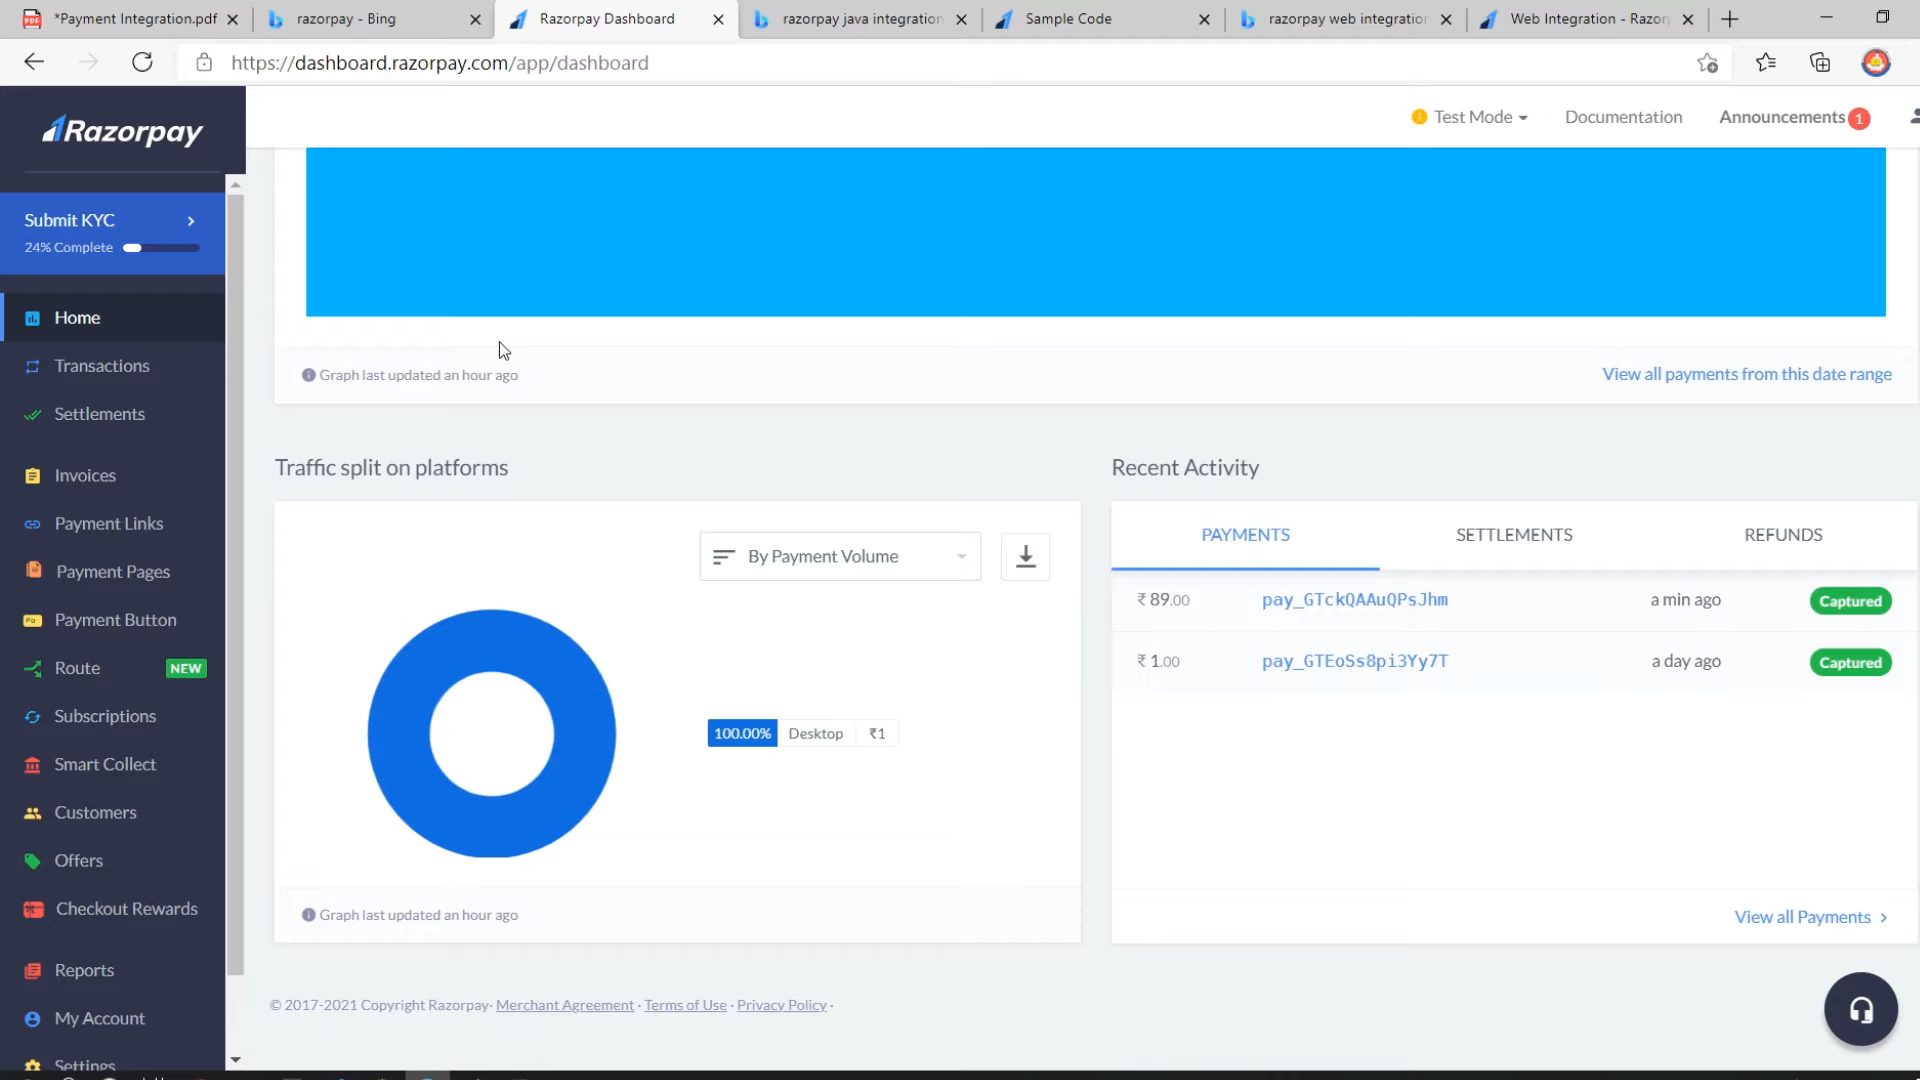 *Payment Integration.pdf
razorpay - Bing
Razorpay Dashboard
razorpay java integration
Sample Code
razorpay web integration
Web Integration - Razor
https://dashboard.razorpay.com/app/dashboard
Razorpay
Test Mode
Documentation
Announcements 1
Submit KYC
24% Complete
Home
Transactions
Settlements
Invoices
Payment Links
Payment Pages
Payment Button
Route NEW
Subscriptions
Smart Collect
Customers
Offers
Checkout Rewards
Reports
My Account
Settings
Graph last updated an hour ago
View all payments from this date range
Traffic split on platforms
By Payment Volume
100.00% Desktop ₹1
Graph last updated an hour ago
Recent Activity
PAYMENTS SETTLEMENTS REFUNDS
₹ 89.00 pay_GTckQAAuQPsJhm a min ago Captured
₹ 1.00 pay_GTEoSs8pi3Yy7T a day ago Captured
View all Payments
© 2017-2021 Copyright Razorpay· Merchant Agreement · Terms of Use · Privacy Policy ·